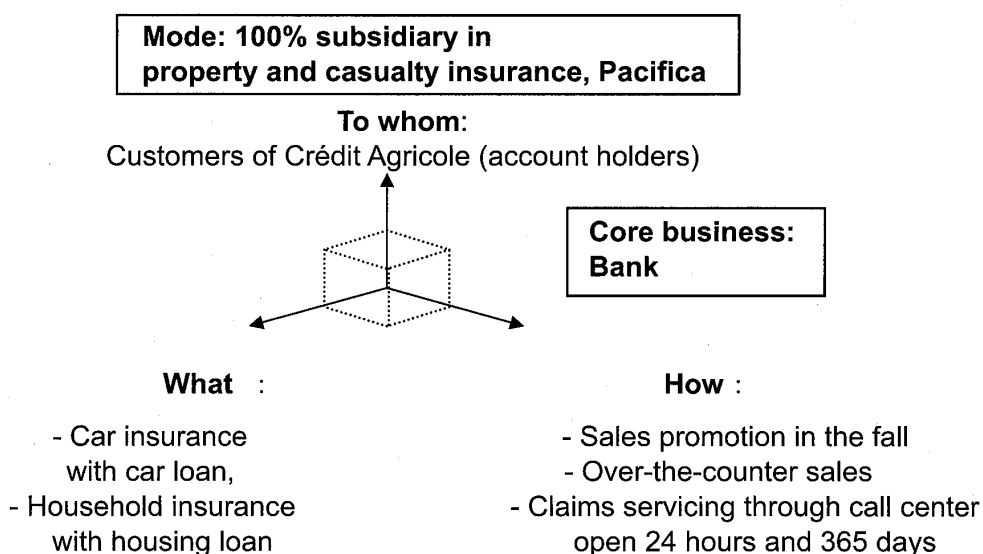 Mode: 100% subsidiary in
property and casualty insurance, Pacifica
To whom:
Customers of Crédit Agricole (account holders)
Core business:
Bank
What :
- Car insurance
with car loan,
- Household insurance
with housing loan
How :
- Sales promotion in the fall
- Over-the-counter sales
- Claims servicing through call center
open 24 hours and 365 days